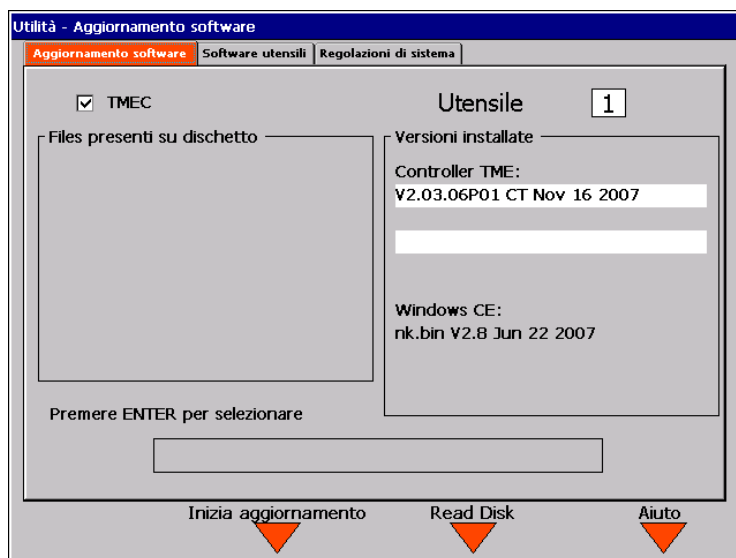 Utilità - Aggiornamento software
Aggiornamento software Software utensili Regolazioni di sistema
TMEC Utensile 1
Files presenti su dischetto
Versioni installate
Controller TME:
V2.03.06P01 CT Nov 16 2007
Windows CE:
nk.bin V2.8 Jun 22 2007
Premere ENTER per selezionare
Inizia aggiornamento Read Disk Aiuto